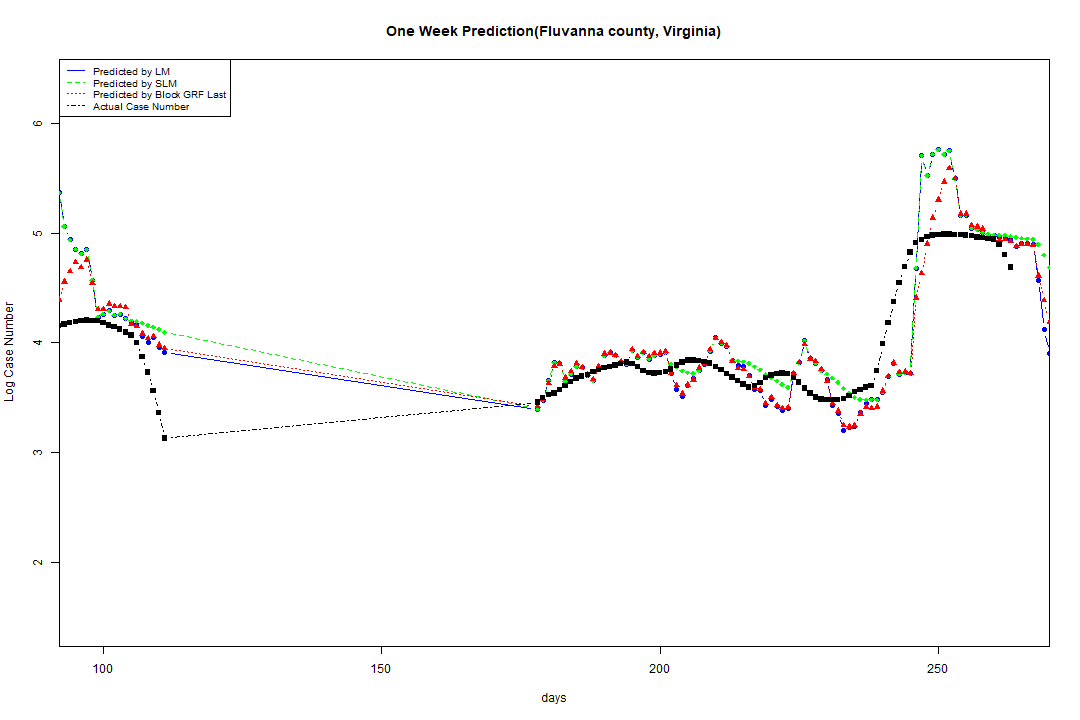 One Week Prediction(Fluvanna county, Virginia)
Predicted by LM
Predicted by SLM
Predicted by Block GRF Last
Actual Case Number
Log Case Number
6
5
4
3
2
100 150 200 250
days